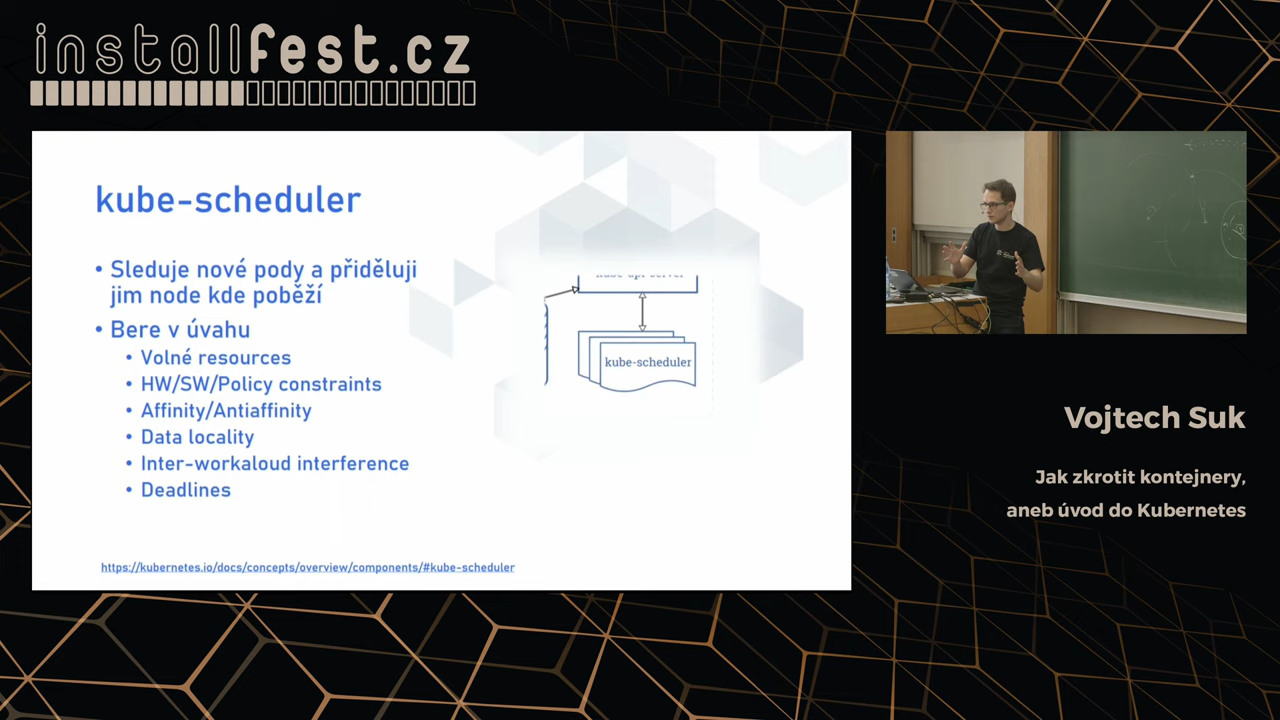 installfest.cz
kube-scheduler
• Sleduje nové pody a přiděluji
jim node kde poběží
• Bere v úvahu
• Volné resources
• HW/SW/Policy constraints
• Affinity/Antiaffinity
• Data locality
• Inter-workaloud interference
• Deadlines
kube-scheduler
https://kubernetes.io/docs/concepts/overview/components/#kube-scheduler
Vojtech Suk
Jak zkrotit kontejnery,
aneb úvod do Kubernetes